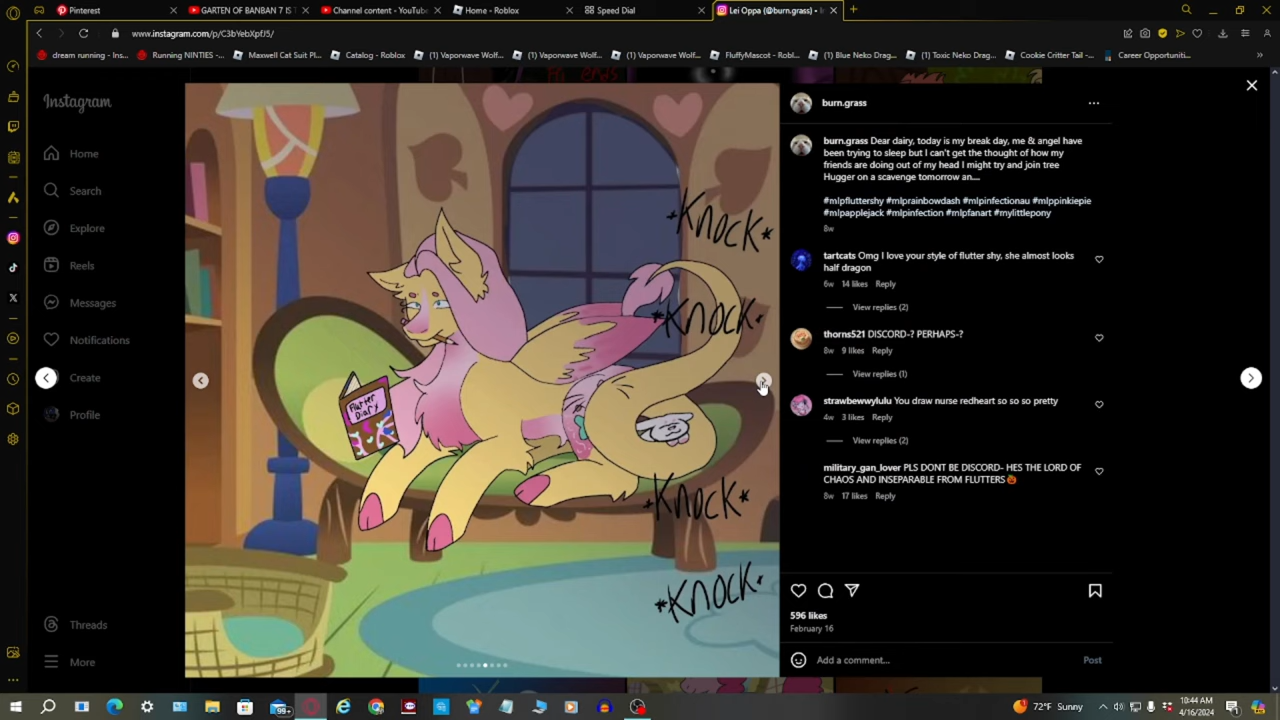 Pinterest
GARTEN OF BANBAN 7 IS
Channel content - YouTube
Home - Roblox
Speed Dial
Lei Oppa (@burn.grass) •
www.instagram.com/p/C3bYebXpfJ5/
dream running - Ins...
Running NINTIES -...
Maxwell Cat Suit Pl...
Catalog - Roblox
(1) Vaporwave Wolf...
(1) Vaporwave Wolf...
(1) Vaporwave Wolf...
FluffyMascot - Robl...
(1) Blue Neko Drag...
(1) Toxic Neko Drag...
Cookie Critter Tail -...
Career Opportuniti...
Instagram
Home
Search
Explore
Reels
Messages
Notifications
Create
Profile
Threads
More
*Knock*
*Knock*
Flutter
Diary
*Knock*
*Knock*
burn.grass
burn.grass Dear dairy, today is my break day, me & angel have
been trying to sleep but I can't get the thought of how my
friends are doing out of my head I might try and join tree
Hugger on a scavenge tomorrow an....
#mlpfluttershy #mlprainbowdash #mlpinfectionau #mlppinkiepie
#mlpapplejack #mlpinfection #mlpfanart #mylittlepony
8w
tartcats Omg I love your style of flutter shy, she almost looks
half dragon
6w 14 likes Reply
View replies (2)
thorns521 DISCORD-? PERHAPS-?
8w 9 likes Reply
View replies (1)
strawbewwylulu You draw nurse redheart so so so pretty
4w 3 likes Reply
View replies (2)
military_gan_lover PLS DONT BE DISCORD- HES THE LORD OF
CHAOS AND INSEPARABLE FROM FLUTTERS🎃
8w 17 likes Reply
596 likes
February 16
Add a comment...
Post
99+
72°F Sunny
10:44 AM
4/16/2024